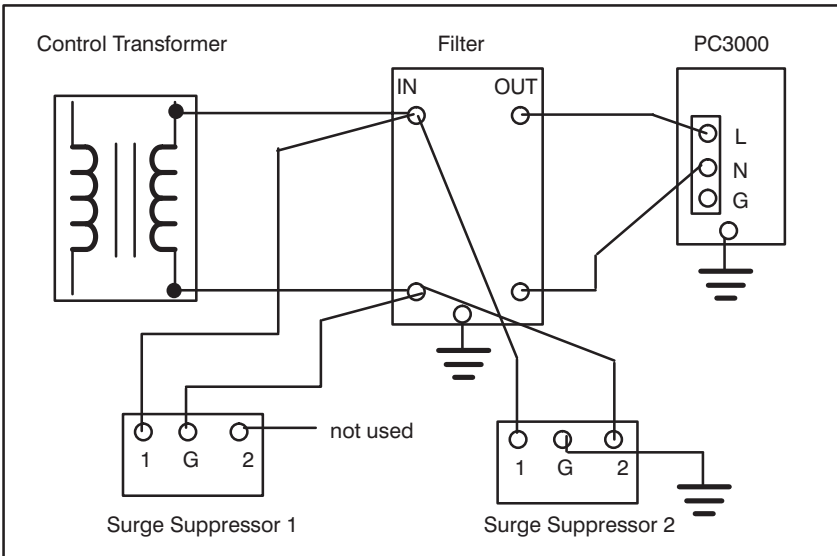 Control Transformer
Filter
PC3000
IN
OUT
L
N
G
not used
1
G
2
1
G
2
Surge Suppressor 1
Surge Suppressor 2